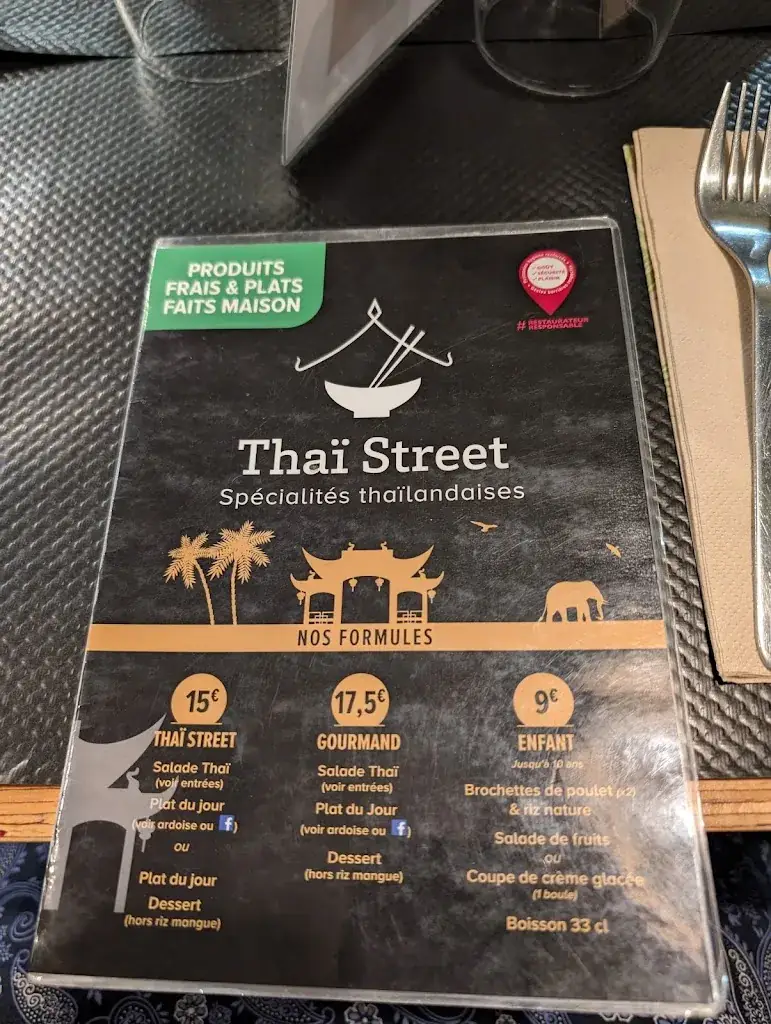 PRODUITS
FRAIS & PLATS
FAITS MAISON
# RESTAURATEUR
RESPONSABLE
Thaï Street
Spécialités thaïlandaises
NOS FORMULES
15€
THAÏ STREET
Salade Thaï
(voir entrées)
Plat du jour
(voir ardoise ou f)
ou
Plat du jour
Dessert
(hors riz mangue)
17,5€
GOURMAND
Salade Thaï
(voir entrées)
Plat du Jour
(voir ardoise ou f)
Dessert
(hors riz mangue)
9€
ENFANT
Jusqu'à 10 ans
Brochettes de poulet (x2)
& riz nature
Salade de fruits
ou
Coupe de crème glacée
(1 boule)
Boisson 33 cl